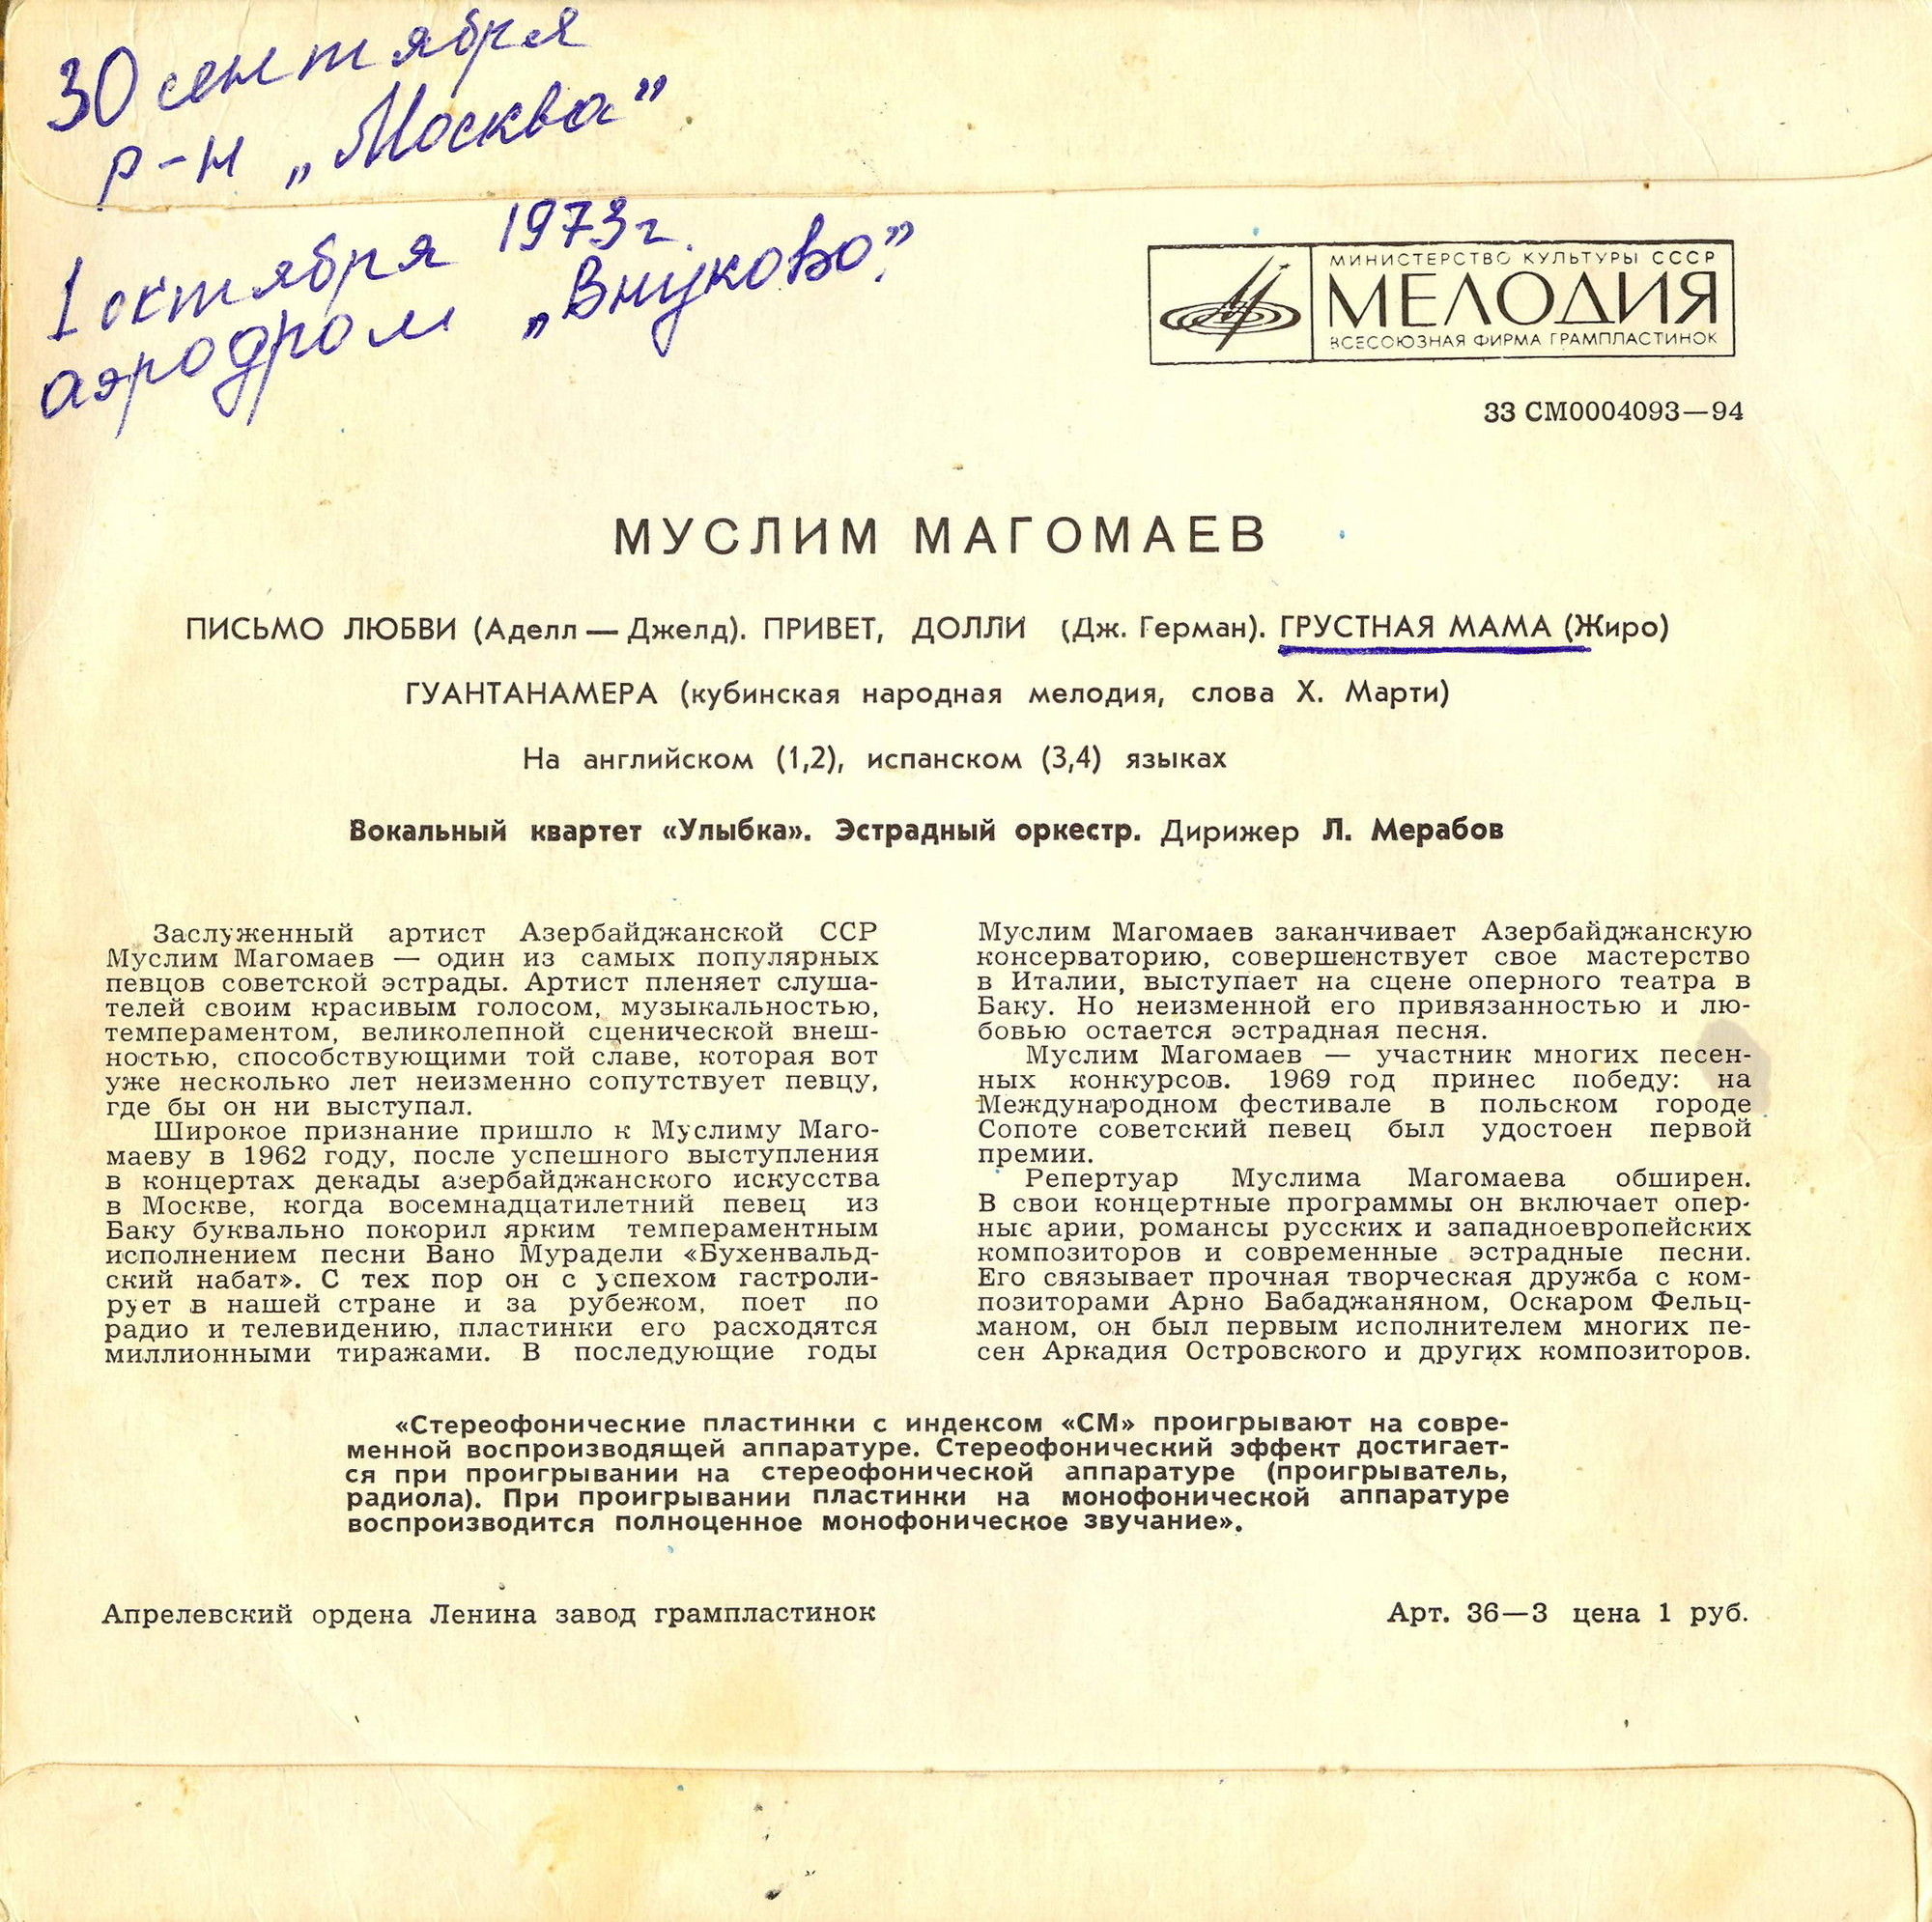 30 сентября
р-н „Москва”
1 октября 1973г.
аэродром „Внуково”
МИНИСТЕРСТВО КУЛЬТУРЫ СССР
МЕЛОДИЯ
ВСЕСОЮЗНАЯ ФИРМА ГРАМПЛАСТИНОК
33 СМ0004093—94
МУСЛИМ МАГОМАЕВ
ПИСЬМО ЛЮБВИ (Аделл — Джелд). ПРИВЕТ, ДОЛЛИ (Дж. Герман). ГРУСТНАЯ МАМА (Жиро)
ГУАНТАНАМЕРА (кубинская народная мелодия, слова Х. Марти)
На английском (1,2), испанском (3,4) языках
Вокальный квартет «Улыбка». Эстрадный оркестр. Дирижер Л. Мерабов
Заслуженный артист Азербайджанской ССР
Муслим Магомаев — один из самых популярных
певцов советской эстрады. Артист пленяет слуша-
телей своим красивым голосом, музыкальностью,
темпераментом, великолепной сценической внеш-
ностью, способствующими той славе, которая вот
уже несколько лет неизменно сопутствует певцу,
где бы он ни выступал.
Широкое признание пришло к Муслиму Маго-
маеву в 1962 году, после успешного выступления
в концертах декады азербайджанского искусства
в Москве, когда восемнадцатилетний певец из
Баку буквально покорил ярким темпераментным
исполнением песни Вано Мурадели «Бухенвальд-
ский набат». С тех пор он с успехом гастроли-
рует в нашей стране и за рубежом, поет по
радио и телевидению, пластинки его расходятся
миллионными тиражами. В последующие годы
Муслим Магомаев заканчивает Азербайджанскую
консерваторию, совершенствует свое мастерство
в Италии, выступает на сцене оперного театра в
Баку. Но неизменной его привязанностью и лю-
бовью остается эстрадная песня.
Муслим Магомаев — участник многих песен-
ных конкурсов. 1969 год принес победу: на
Международном фестивале в польском городе
Сопоте советский певец был удостоен первой
премии.
Репертуар Муслима Магомаева обширен.
В свои концертные программы он включает опер-
ные арии, романсы русских и западноевропейских
композиторов и современные эстрадные песни.
Его связывает прочная творческая дружба с ком-
позиторами Арно Бабаджаняном, Оскаром Фельц-
маном, он был первым исполнителем многих пе-
сен Аркадия Островского и других композиторов.
«Стереофонические пластинки с индексом «СМ» проигрывают на совре-
менной воспроизводящей аппаратуре. Стереофонический эффект достигает-
ся при проигрывании на стереофонической аппаратуре (проигрыватель,
радиола). При проигрывании пластинки на монофонической аппаратуре
воспроизводится полноценное монофоническое звучание».
Апрелевский ордена Ленина завод грампластинок
Арт. 36—3 цена 1 руб.